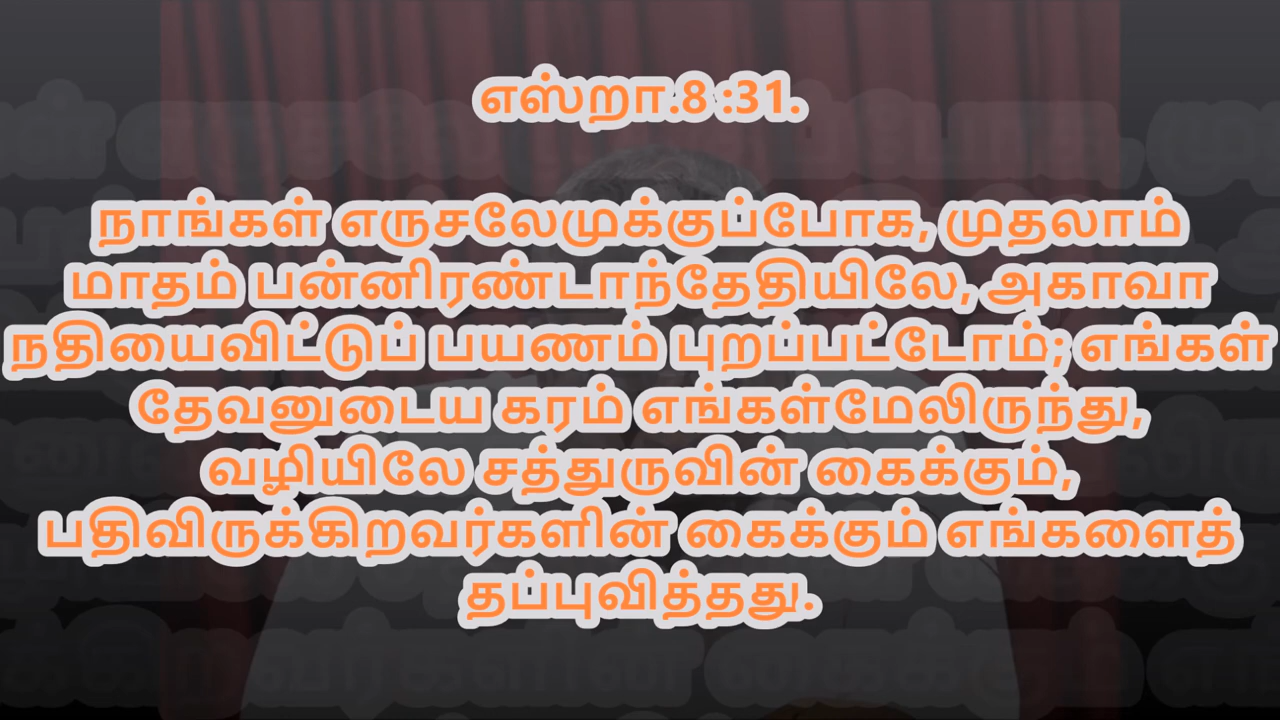 எஸ்றா.8 :31.
நாங்கள் எருசலேமுக்குப்போக, முதலாம்
மாதம் பன்னிரண்டாந்தேதியிலே, அகாவா
நதியைவிட்டுப் பயணம் புறப்பட்டோம்; எங்கள்
தேவனுடைய கரம் எங்கள்மேலிருந்து,
வழியிலே சத்துருவின் கைக்கும்,
பதிவிருக்கிறவர்களின் கைக்கும் எங்களைத்
தப்புவித்தது.